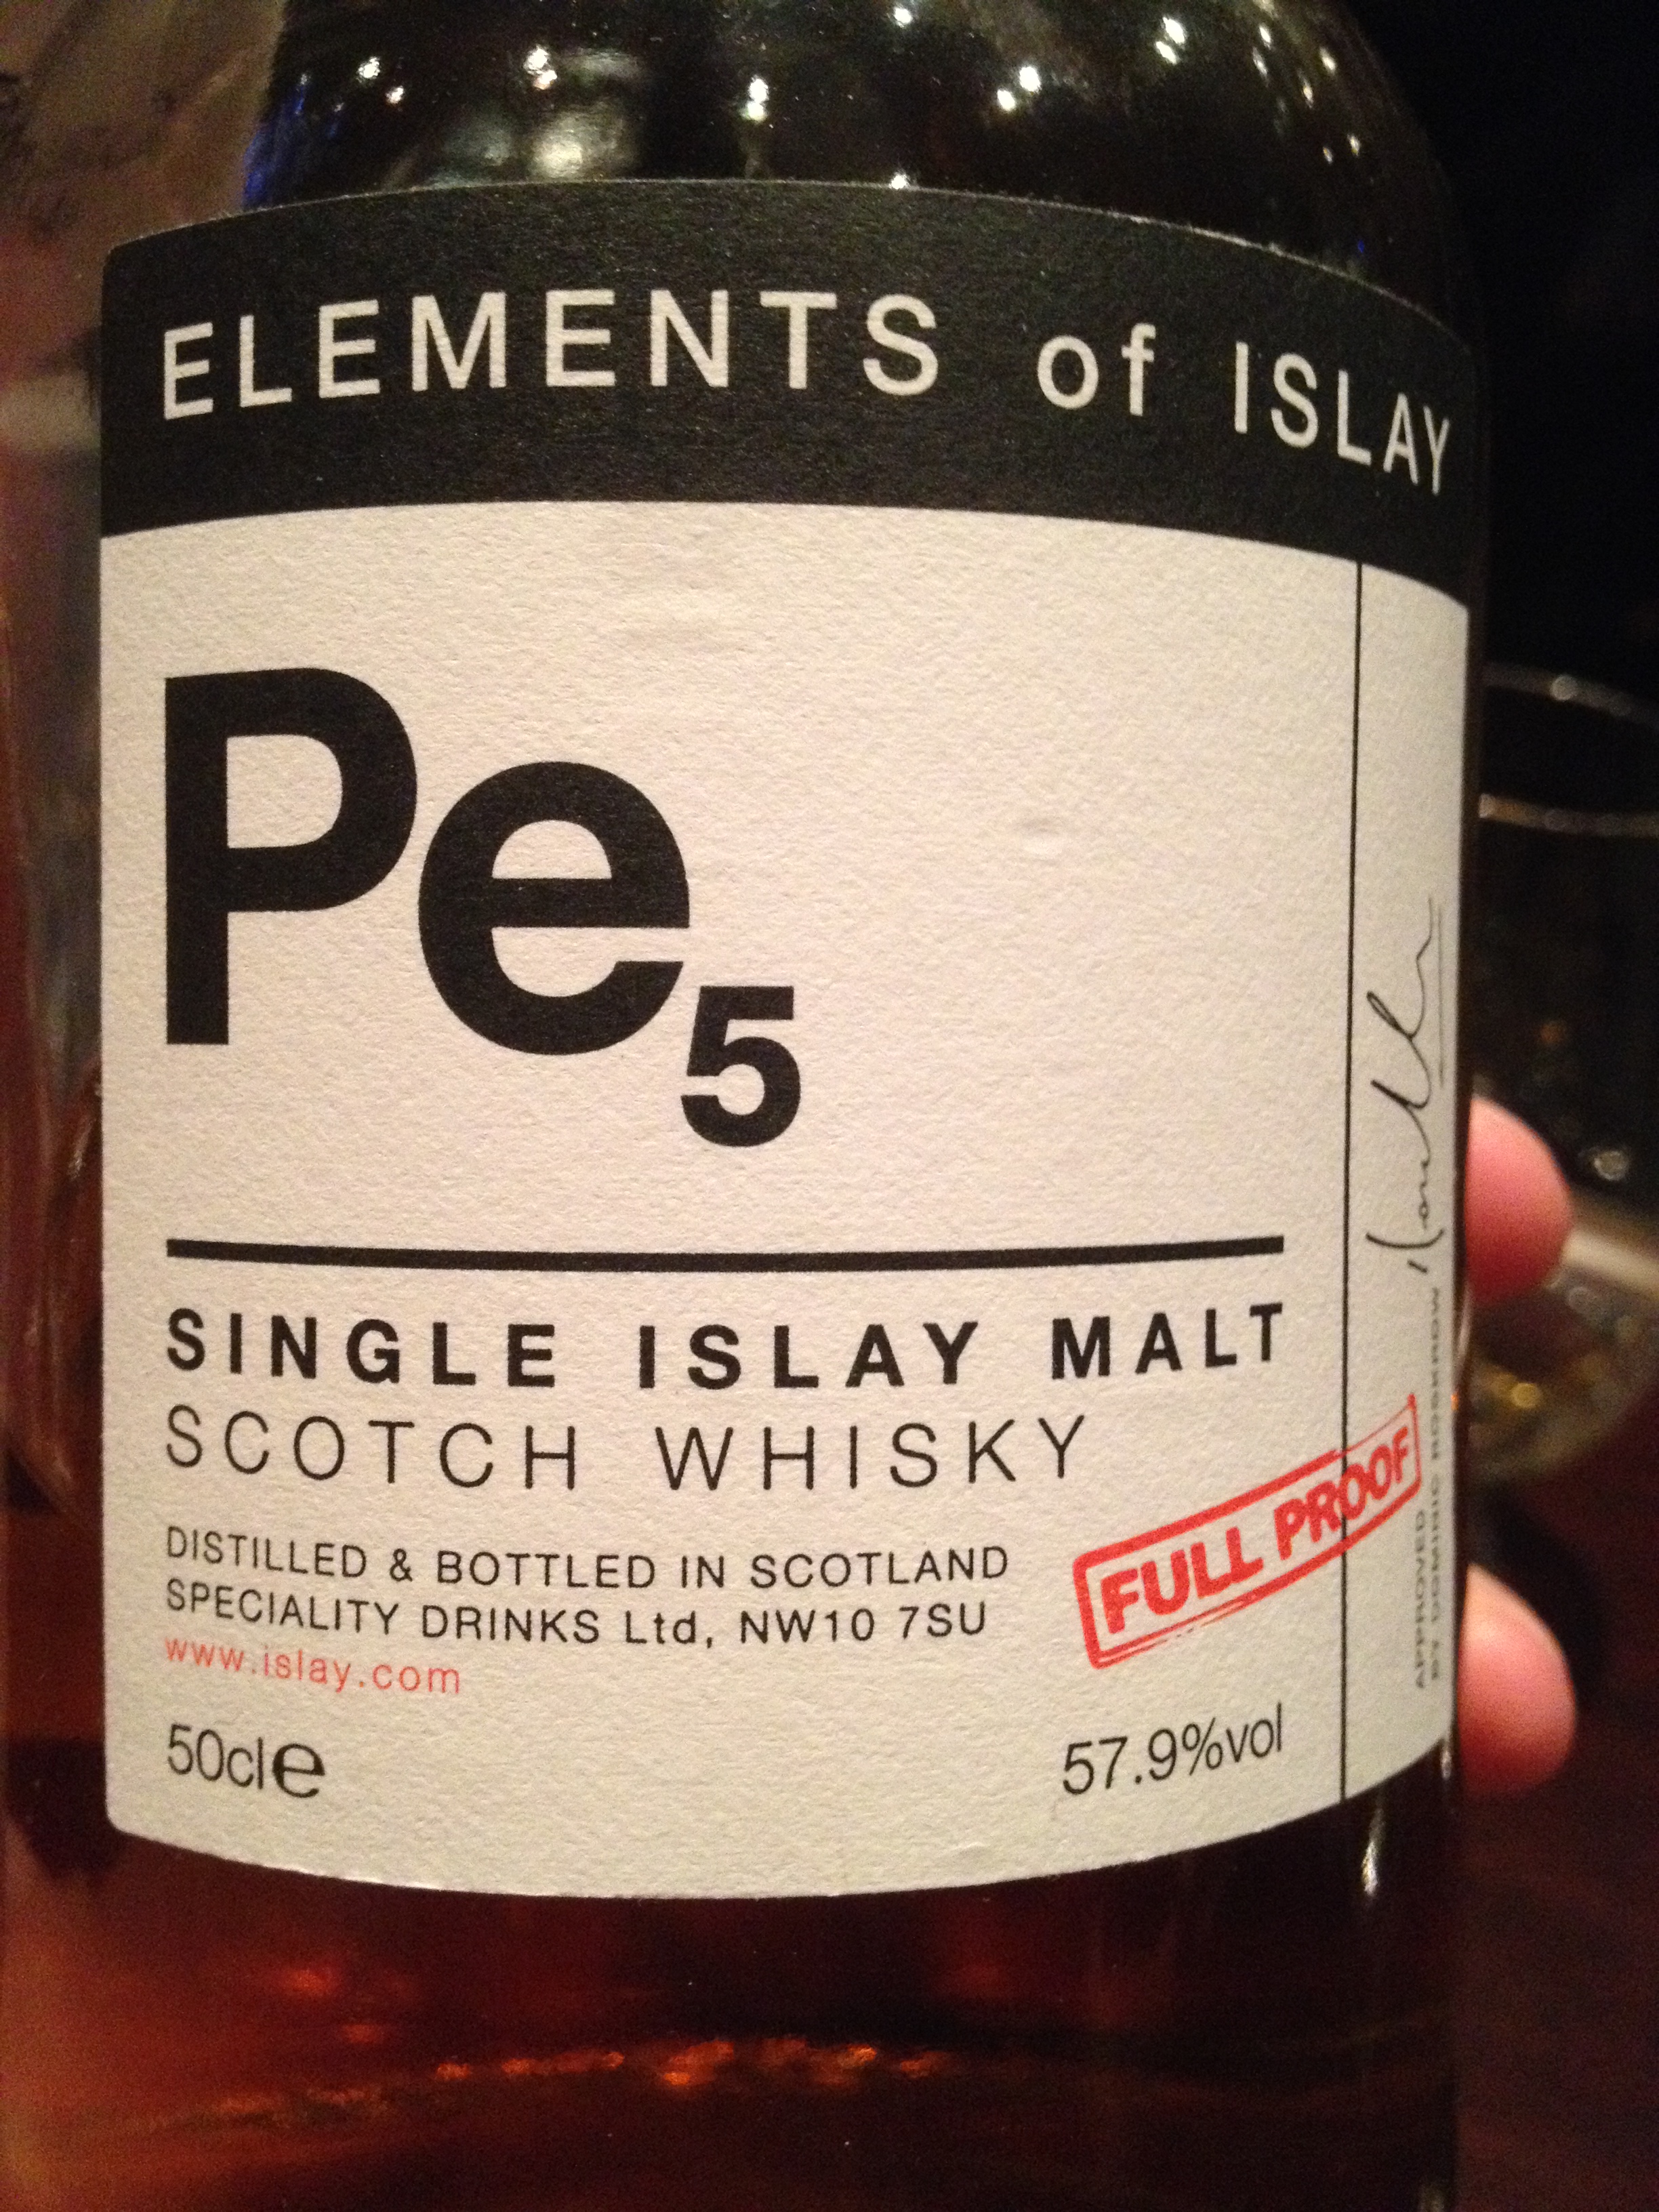 ELEMENTS of ISLAY
Pe5
SINGLE ISLAY MALT
SCOTCH WHISKY
DISTILLED & BOTTLED IN SCOTLAND
SPECIALITY DRINKS Ltd, NW10 7SU
www.islay.com
50cl e
57.9%vol
FULL PROOF
APPROVED
BY DOMINIC ROSKROW